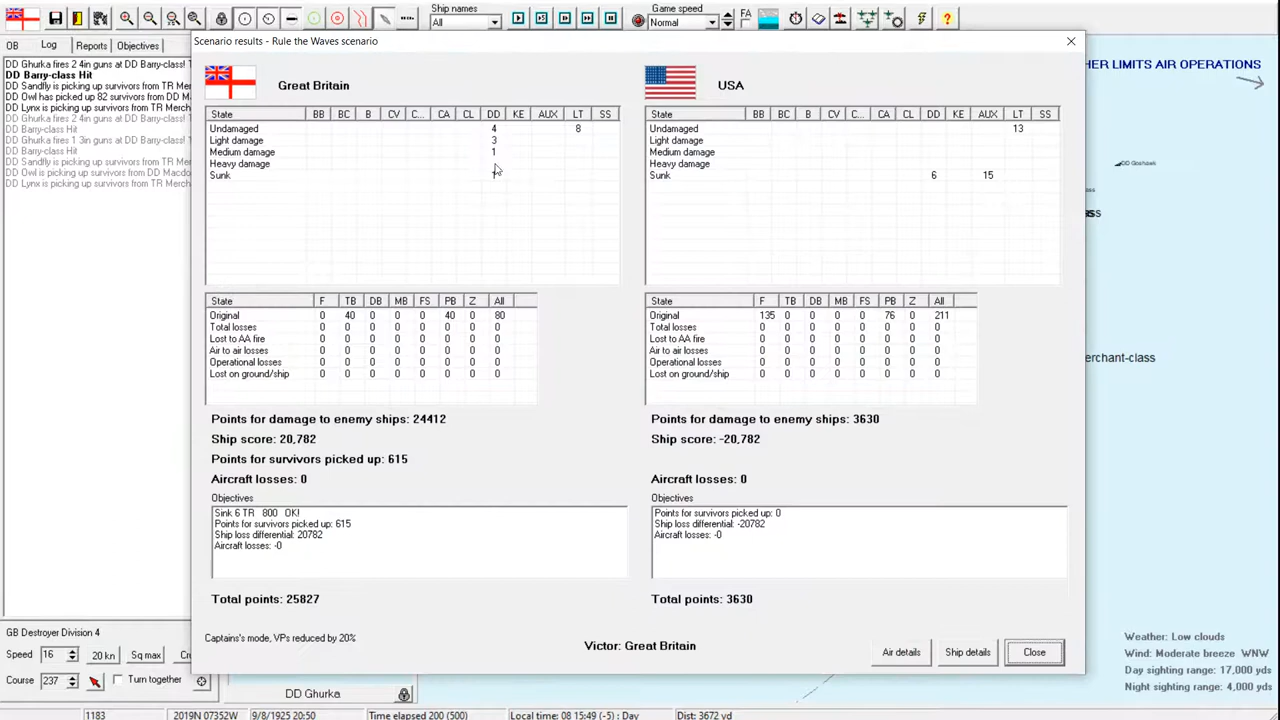 Ship names
Game speed
All
Normal
FA
OB Log Reports Objectives
Scenario results - Rule the Waves scenario
DD Ghurka fires 2 4in guns at DD Barry-class!
DD Barry-class Hit
DD Sandfly is picking up survivors from TR Mer
DD Owl has picked up 82 survivors from DD Mac
DD Lynx is picking up survivors from TR Mercha
DD Ghurka fires 2 4in guns at DD Barry-class! H
DD Barry-class Hit
DD Ghurka fires 1 3in guns at DD Barry-class! H
DD Barry-class Hit
DD Sandfly is picking up survivors from TR Mer
DD Owl is picking up survivors from DD Macdo
DD Lynx is picking up survivors from TR Merch
Great Britain
State BB BC B CV C... CA CL DD KE AUX LT SS
Undamaged 4 8
Light damage 3
Medium damage 1
Heavy damage
Sunk
State F TB DB MB FS PB Z All
Original 0 40 0 0 0 40 0 80
Total losses 0 0 0 0 0 0 0 0
Lost to AA fire 0 0 0 0 0 0 0 0
Air to air losses 0 0 0 0 0 0 0 0
Operational losses 0 0 0 0 0 0 0 0
Lost on ground/ship 0 0 0 0 0 0 0 0
Points for damage to enemy ships: 24412
Ship score: 20,782
Points for survivors picked up: 615
Aircraft losses: 0
Objectives
Sink 6 TR 800 OK!
Points for survivors picked up: 615
Ship loss differential: 20782
Aircraft losses: -0
Total points: 25827
Captains's mode, VPs reduced by 20%
USA
State BB BC B CV C... CA CL DD KE AUX LT SS
Undamaged 13
Light damage
Medium damage
Heavy damage
Sunk 6 15
State F TB DB MB FS PB Z All
Original 135 0 0 0 0 76 0 211
Total losses 0 0 0 0 0 0 0 0
Lost to AA fire 0 0 0 0 0 0 0 0
Air to air losses 0 0 0 0 0 0 0 0
Operational losses 0 0 0 0 0 0 0 0
Lost on ground/ship 0 0 0 0 0 0 0 0
Points for damage to enemy ships: 3630
Ship score: -20,782
Aircraft losses: 0
Objectives
Points for survivors picked up: 0
Ship loss differential: -20782
Aircraft losses: -0
Total points: 3630
Victor: Great Britain
Air details Ship details Close
HER LIMITS AIR OPERATIONS
DD Goshawk
ss
erchant-class
Weather: Low clouds
Wind: Moderate breeze WNW
Day sighting range: 17,000 yds
Night sighting range: 4,000 yds
GB Destroyer Division 4
Speed 16 20 kn Sq max Cru
Course 237 Turn together
DD Ghurka
1183 2019N 07352W 9/8/1925 20:50 Time elapsed 200 (500) Local time: 08 15:49 (-5) : Day Dist: 3672 yd